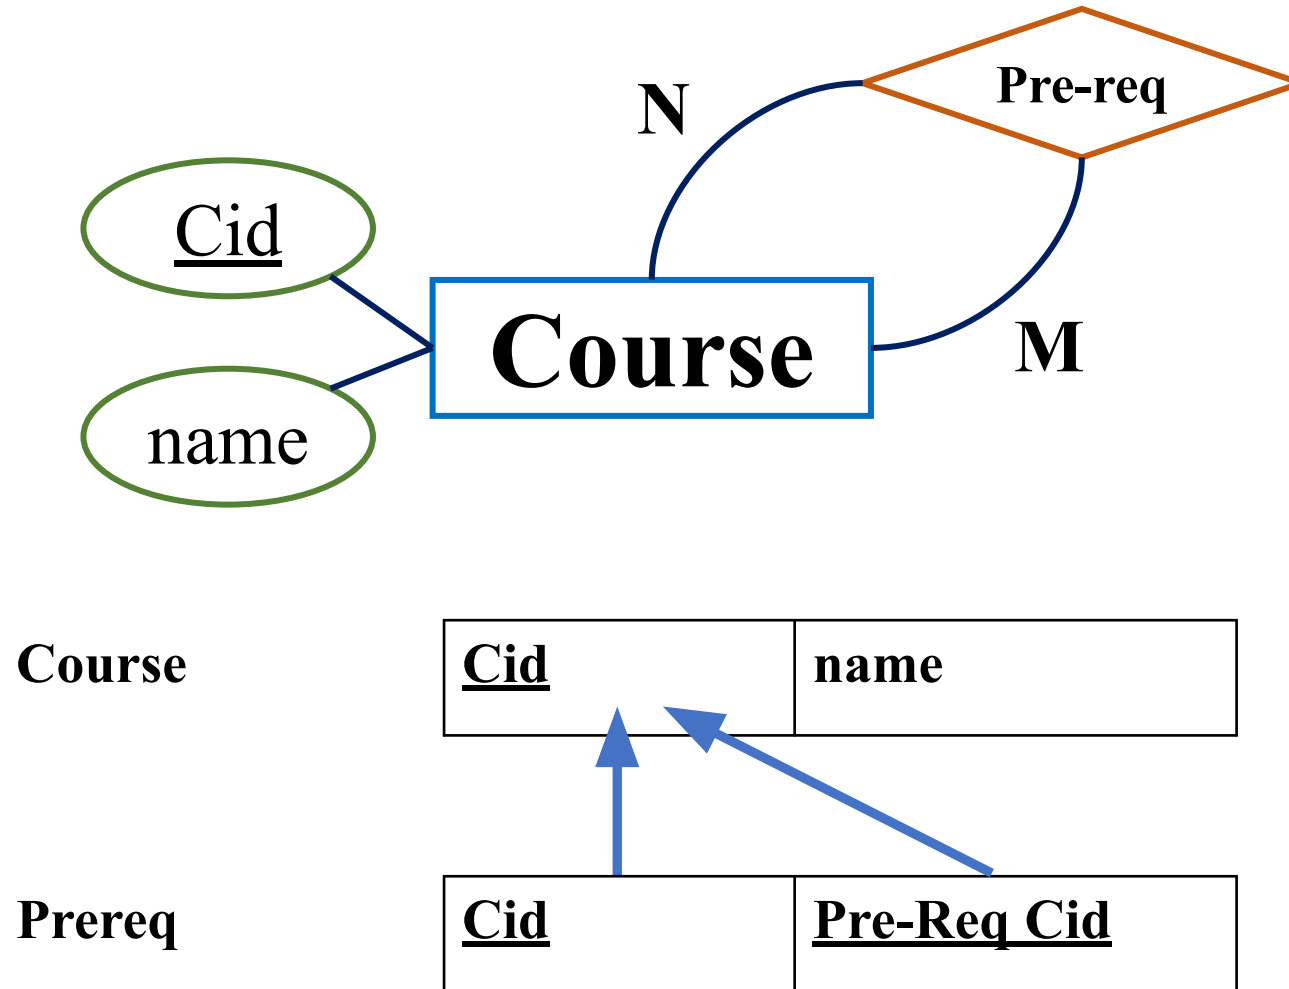 Pre-req
N
Cid
Course
M
name
Course
Cid
name
Prereq
Cid
Pre-Req Cid